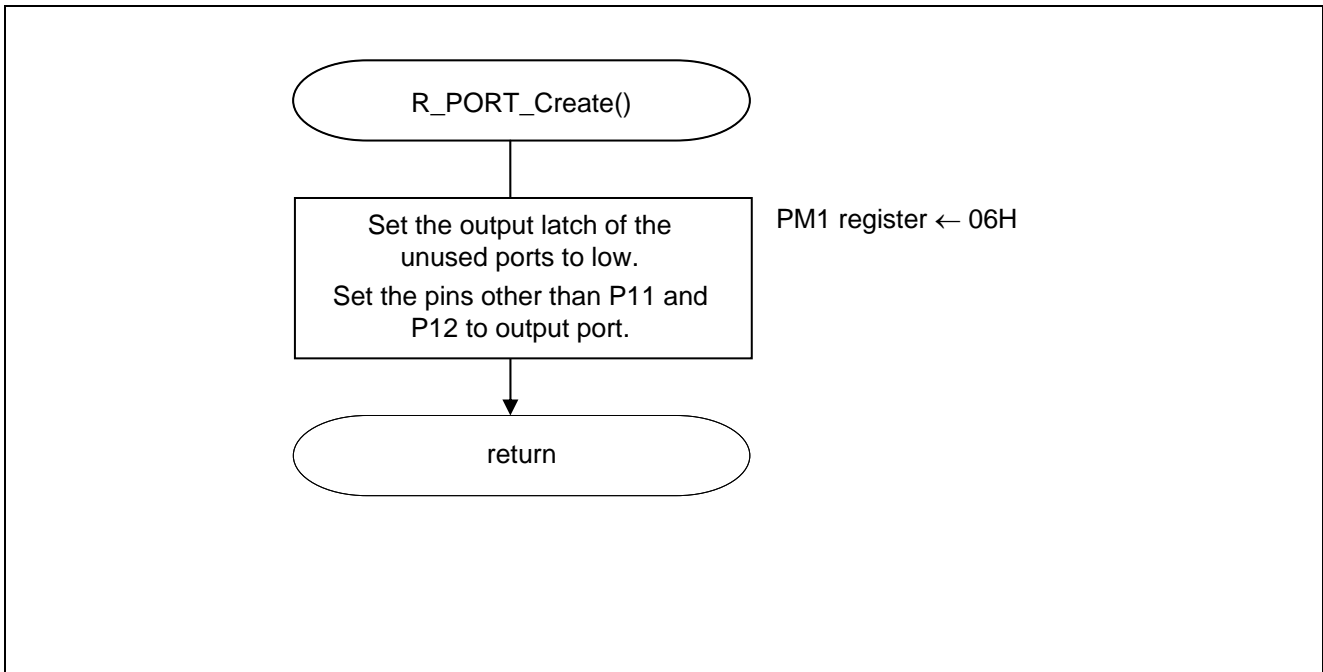 R_PORT_Create()
Set the output latch of the
unused ports to low.
Set the pins other than P11 and
P12 to output port.
PM1 register ← 06H
return